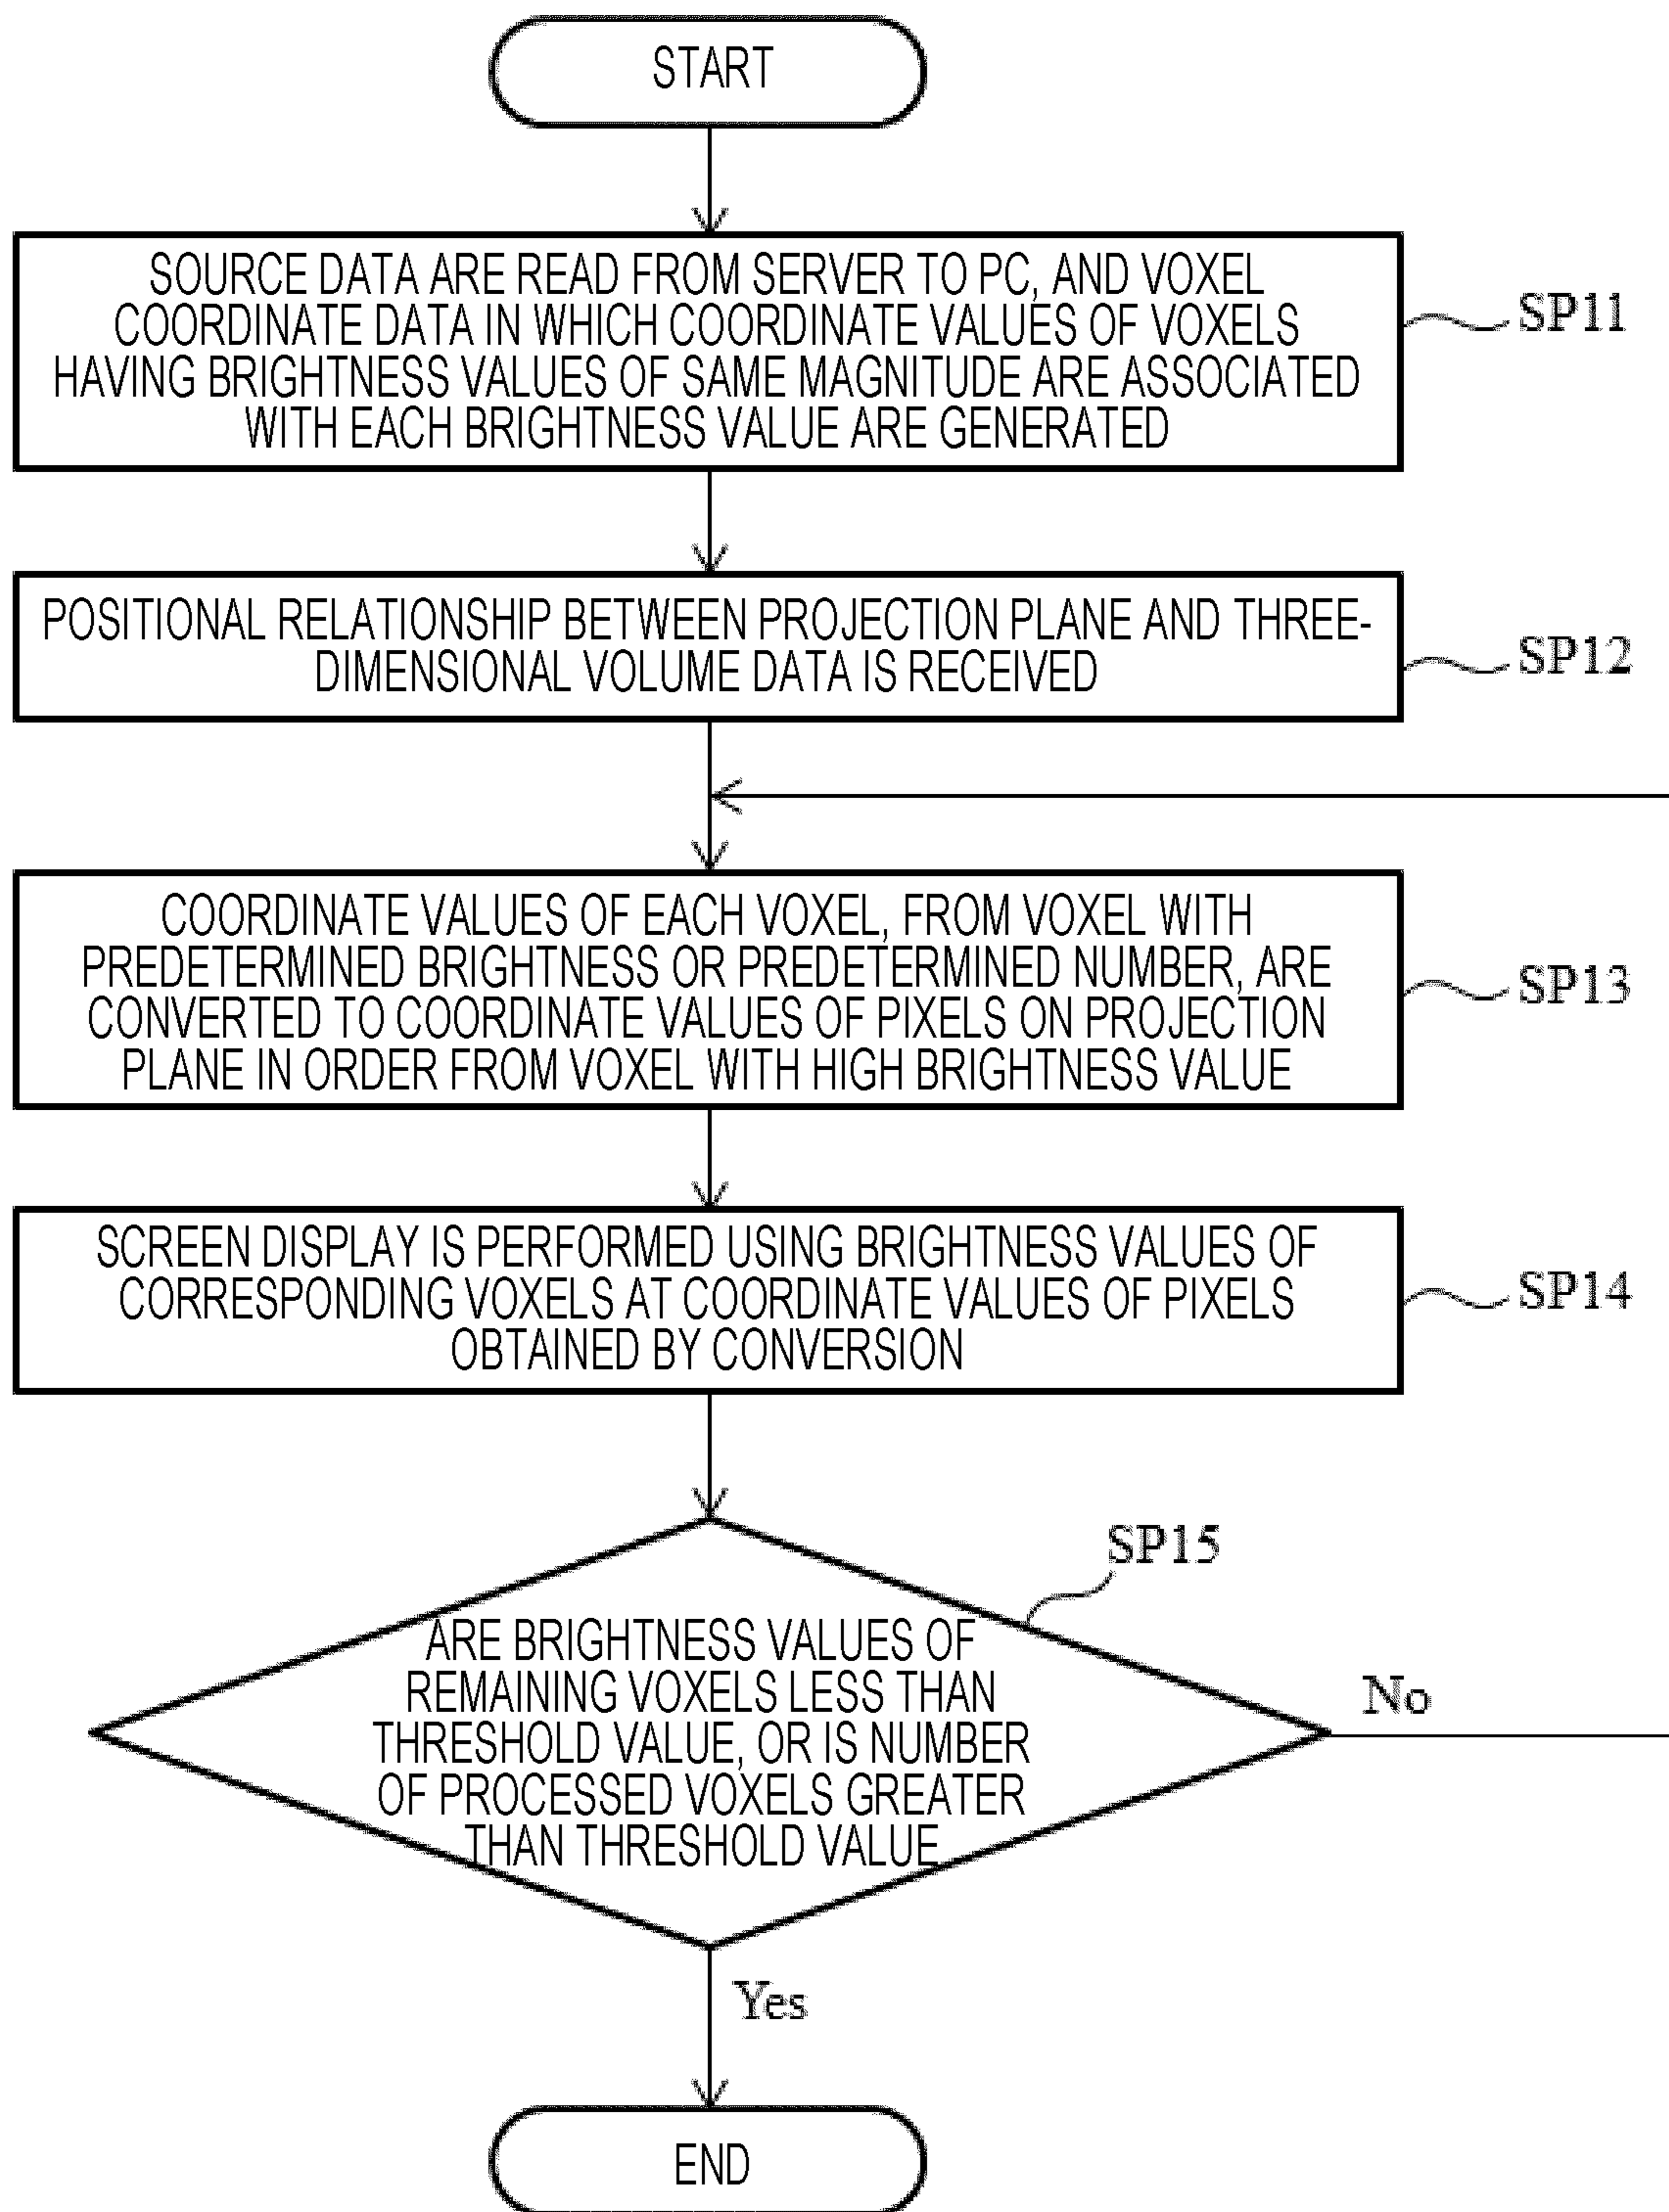 START
SOURCE DATA ARE READ FROM SERVER TO PC, AND VOXEL
COORDINATE DATA IN WHICH COORDINATE VALUES OF VOXELS
HAVING BRIGHTNESS VALUES OF SAME MAGNITUDE ARE ASSOCIATED
WITH EACH BRIGHTNESS VALUE ARE GENERATED
SP11
POSITIONAL RELATIONSHIP BETWEEN PROJECTION PLANE AND THREE-
DIMENSIONAL VOLUME DATA IS RECEIVED
SP12
COORDINATE VALUES OF EACH VOXEL, FROM VOXEL WITH
PREDETERMINED BRIGHTNESS OR PREDETERMINED NUMBER, ARE
CONVERTED TO COORDINATE VALUES OF PIXELS ON PROJECTION
PLANE IN ORDER FROM VOXEL WITH HIGH BRIGHTNESS VALUE
SP13
SCREEN DISPLAY IS PERFORMED USING BRIGHTNESS VALUES OF
CORRESPONDING VOXELS AT COORDINATE VALUES OF PIXELS
OBTAINED BY CONVERSION
SP14
SP15
ARE BRIGHTNESS VALUES OF
REMAINING VOXELS LESS THAN
THRESHOLD VALUE, OR IS NUMBER
OF PROCESSED VOXELS GREATER
THAN THRESHOLD VALUE
No
Yes
END